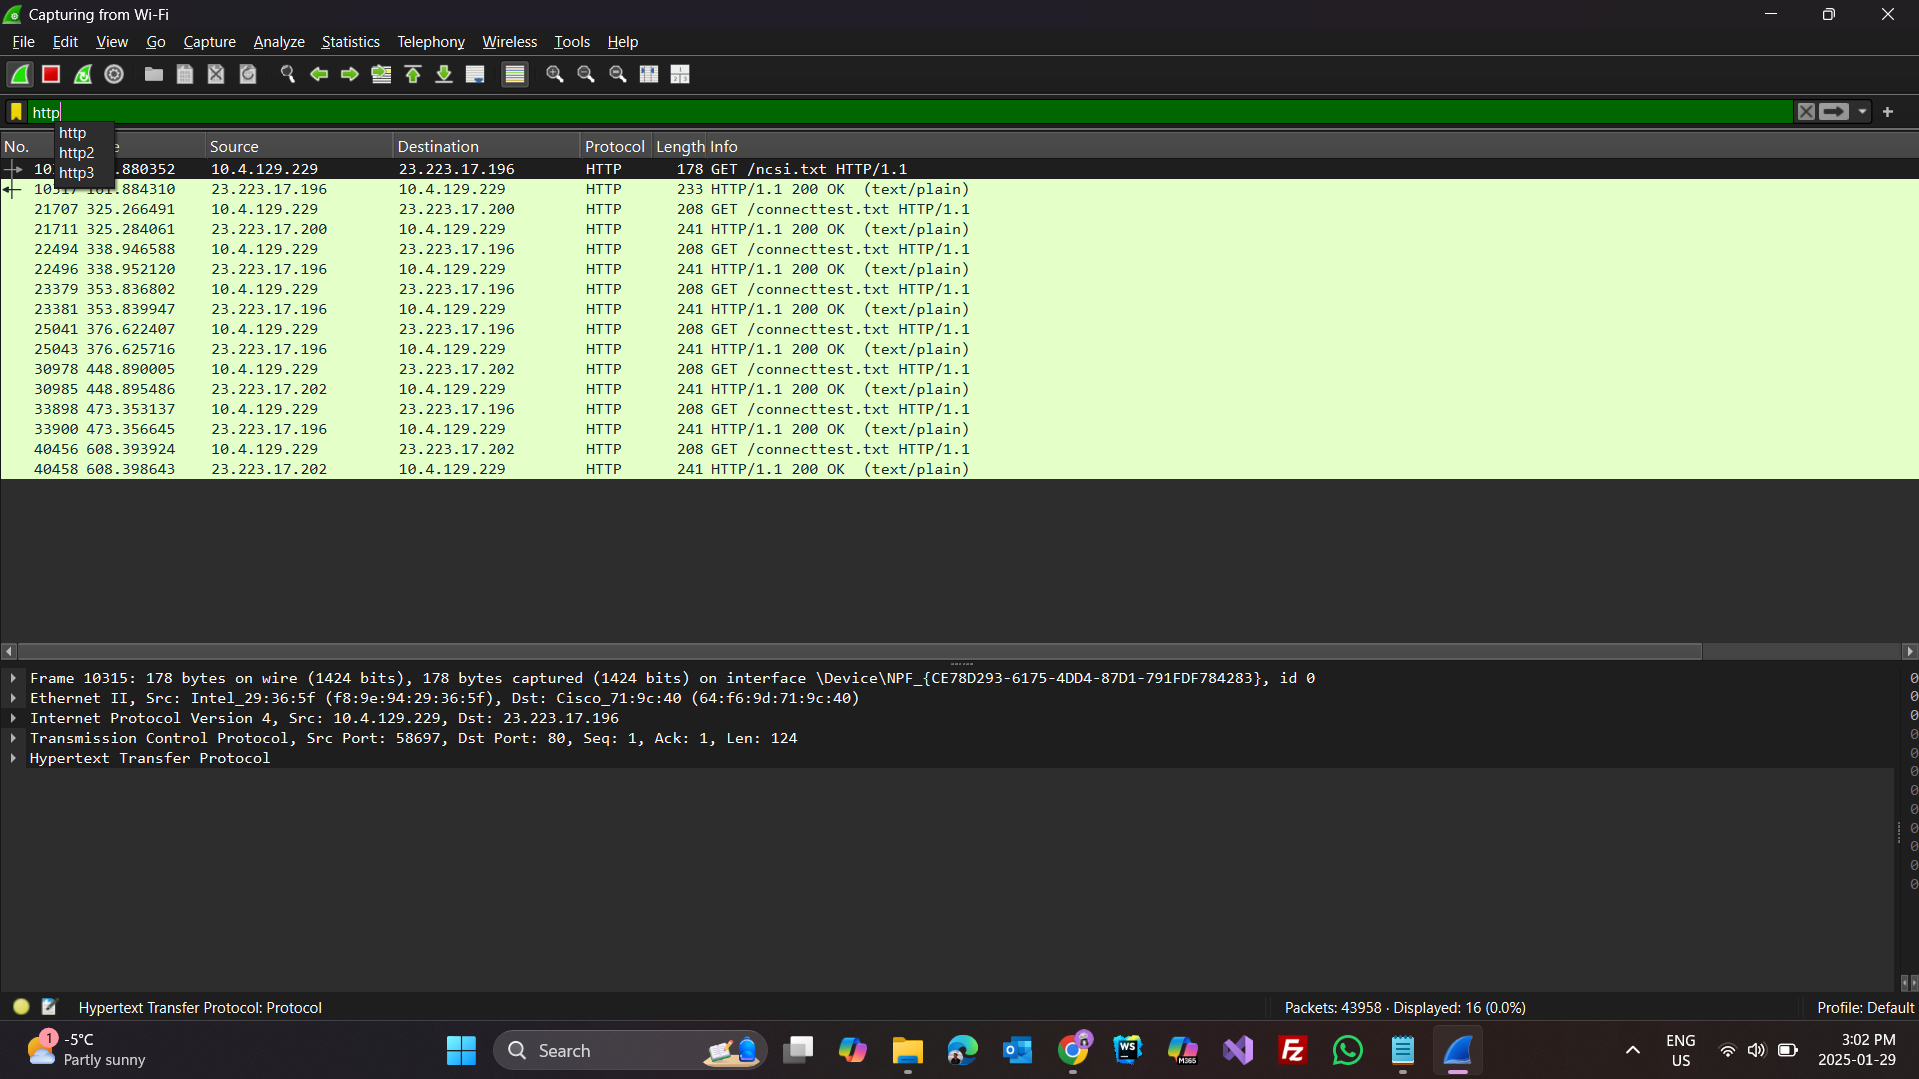 Capturing from Wi-Fi
File Edit View Go Capture Analyze Statistics Telephony Wireless Tools Help
http
http
http2
http3
No. Source Destination Protocol Length Info
.880352 10.4.129.229 23.223.17.196 HTTP 178 GET /ncsi.txt HTTP/1.1
.884310 23.223.17.196 10.4.129.229 HTTP 233 HTTP/1.1 200 OK (text/plain)
21707 325.266491 10.4.129.229 23.223.17.200 HTTP 208 GET /connecttest.txt HTTP/1.1
21711 325.284061 23.223.17.200 10.4.129.229 HTTP 241 HTTP/1.1 200 OK (text/plain)
22494 338.946588 10.4.129.229 23.223.17.196 HTTP 208 GET /connecttest.txt HTTP/1.1
22496 338.952120 23.223.17.196 10.4.129.229 HTTP 241 HTTP/1.1 200 OK (text/plain)
23379 353.836802 10.4.129.229 23.223.17.196 HTTP 208 GET /connecttest.txt HTTP/1.1
23381 353.839947 23.223.17.196 10.4.129.229 HTTP 241 HTTP/1.1 200 OK (text/plain)
25041 376.622407 10.4.129.229 23.223.17.196 HTTP 208 GET /connecttest.txt HTTP/1.1
25043 376.625716 23.223.17.196 10.4.129.229 HTTP 241 HTTP/1.1 200 OK (text/plain)
30978 448.890005 10.4.129.229 23.223.17.202 HTTP 208 GET /connecttest.txt HTTP/1.1
30985 448.895486 23.223.17.202 10.4.129.229 HTTP 241 HTTP/1.1 200 OK (text/plain)
33898 473.353137 10.4.129.229 23.223.17.196 HTTP 208 GET /connecttest.txt HTTP/1.1
33900 473.356645 23.223.17.196 10.4.129.229 HTTP 241 HTTP/1.1 200 OK (text/plain)
40456 608.393924 10.4.129.229 23.223.17.202 HTTP 208 GET /connecttest.txt HTTP/1.1
40458 608.398643 23.223.17.202 10.4.129.229 HTTP 241 HTTP/1.1 200 OK (text/plain)
Frame 10315: 178 bytes on wire (1424 bits), 178 bytes captured (1424 bits) on interface \Device\NPF_{CE78D293-6175-4DD4-87D1-791FDF784283}, id 0
Ethernet II, Src: Intel_29:36:5f (f8:9e:94:29:36:5f), Dst: Cisco_71:9c:40 (64:f6:9d:71:9c:40)
Internet Protocol Version 4, Src: 10.4.129.229, Dst: 23.223.17.196
Transmission Control Protocol, Src Port: 58697, Dst Port: 80, Seq: 1, Ack: 1, Len: 124
Hypertext Transfer Protocol
Hypertext Transfer Protocol: Protocol Packets: 43958 · Displayed: 16 (0.0%) Profile: Default
1 -5°C
Partly sunny
Search
WS
M365
Fz
ENG
US
3:02 PM
2025-01-29